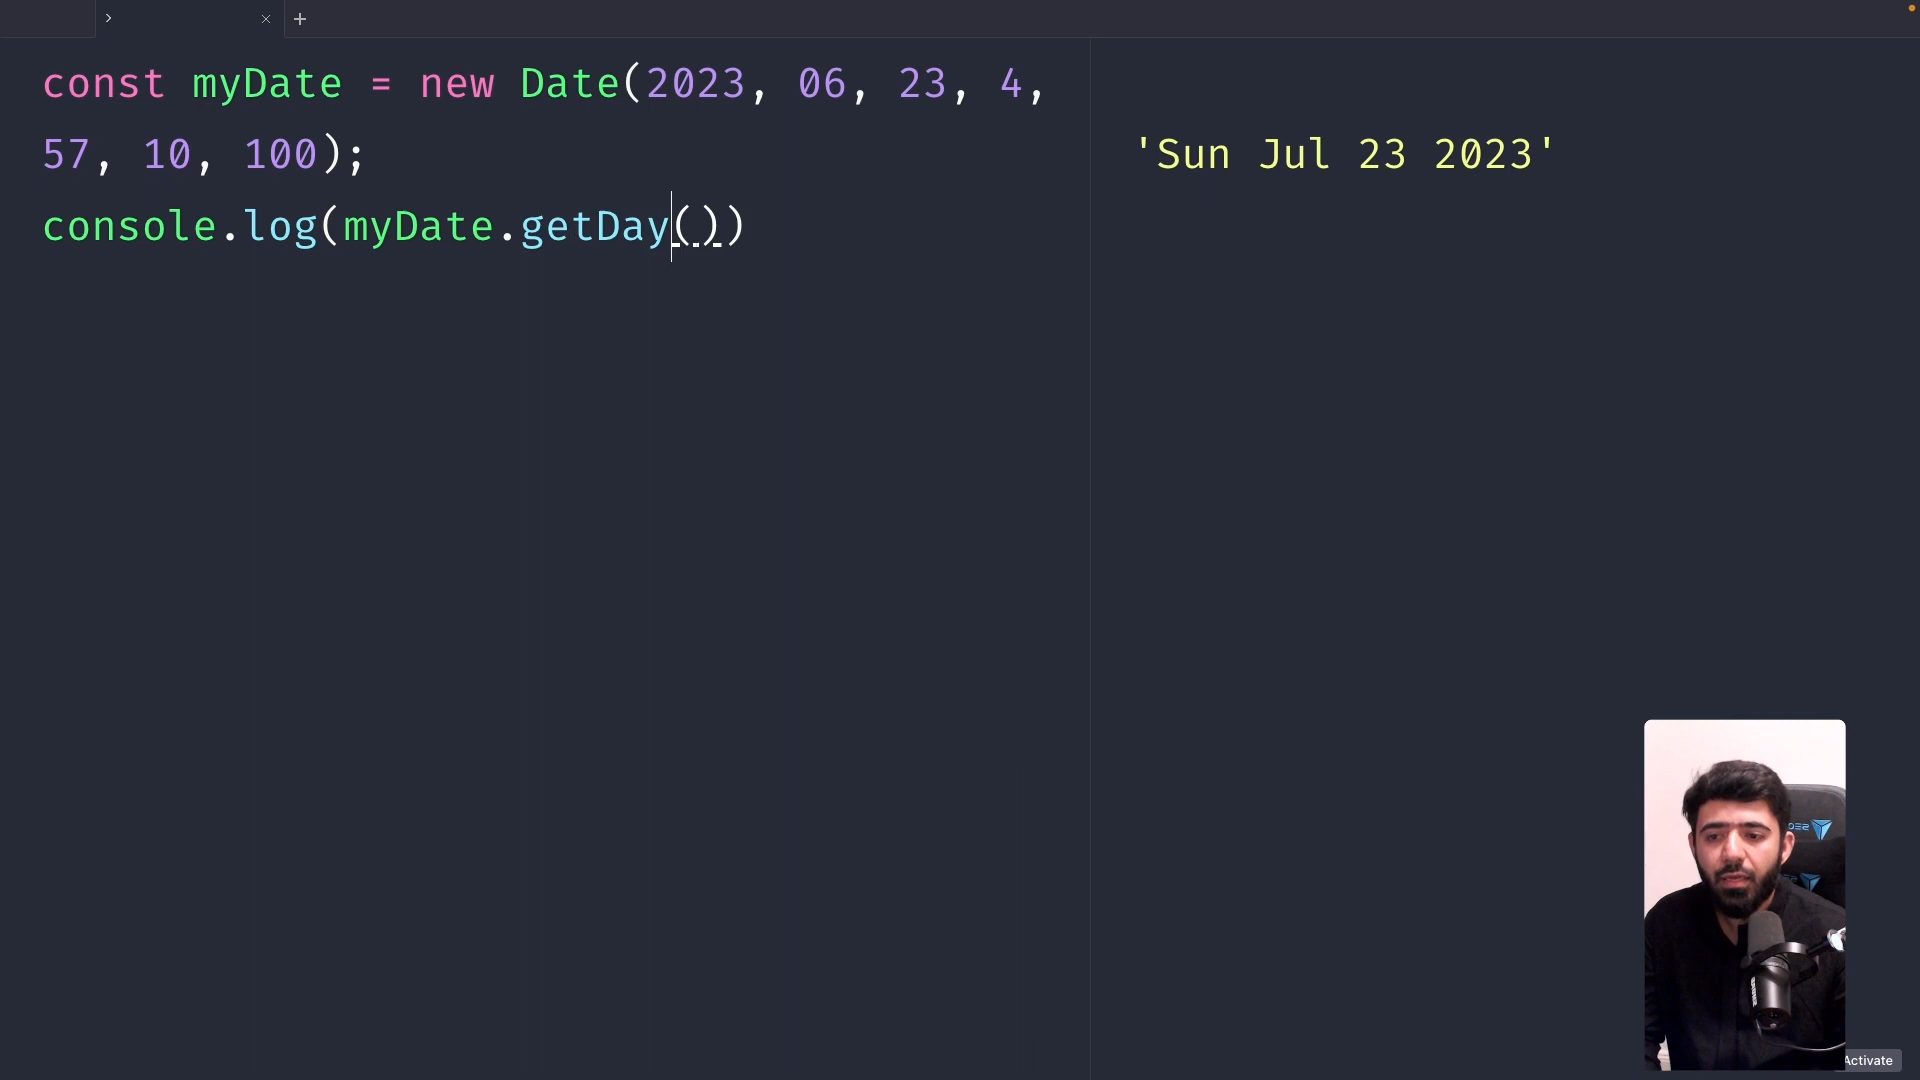 const myDate = new Date(2023, 06, 23, 4,
57, 10, 100);
'Sun Jul 23 2023'
console.log(myDate.getDay())
Activate